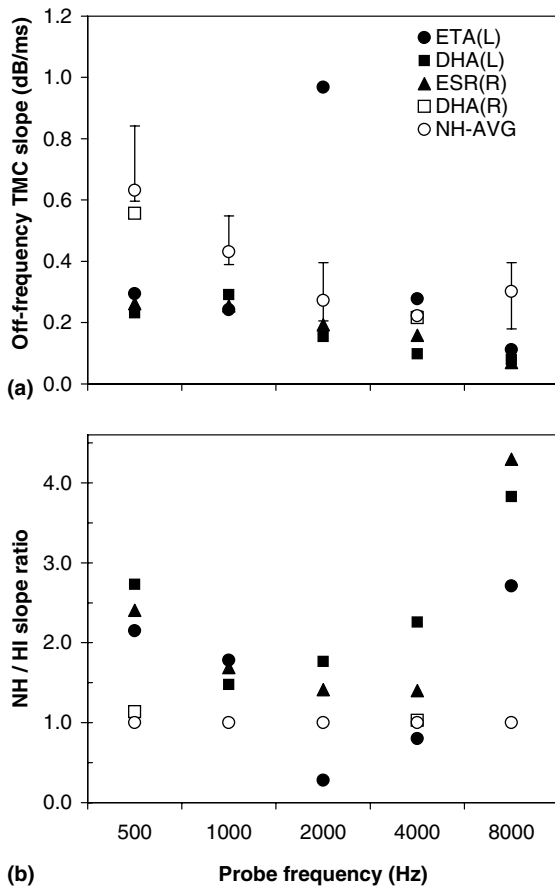 1.2
1.0
0.8
0.6
0.4
0.2
0.0
Off-frequency TMC slope (dB/ms)
ETA(L)
DHA(L)
ESR(R)
DHA(R)
NH-AVG
(a)
4.0
3.0
2.0
1.0
0.0
NH / HI slope ratio
500 1000 2000 4000 8000
(b)
Probe frequency (Hz)